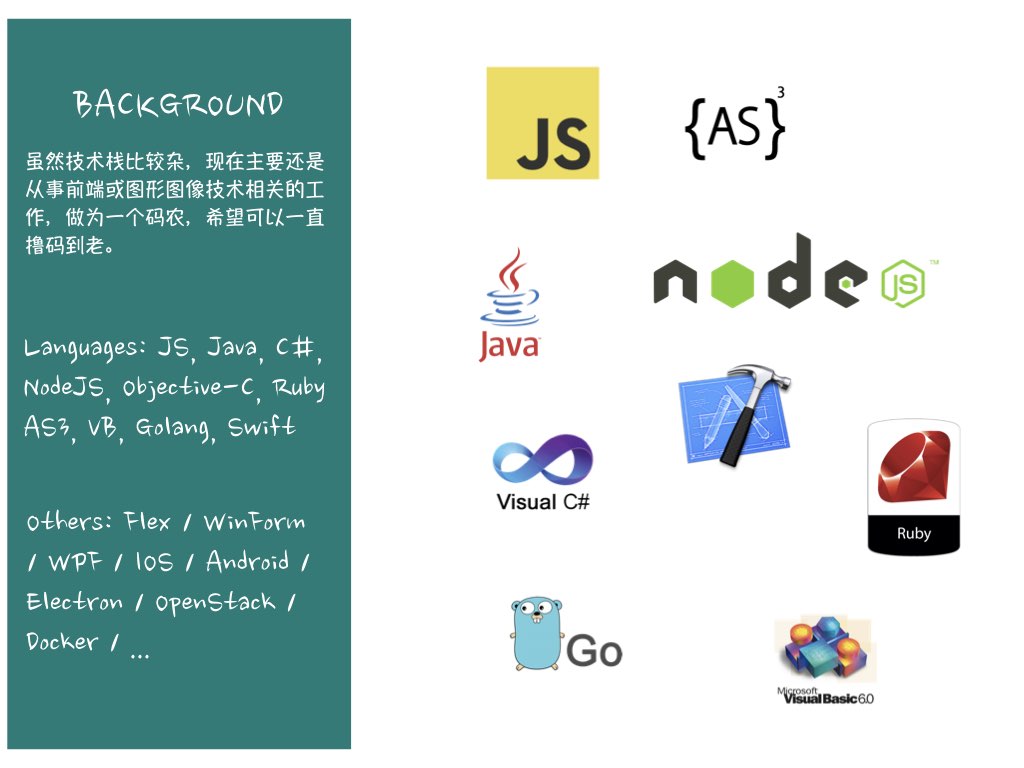 BACKGROUND
虽然技术栈比较杂，现在主要还是
从事前端或图形图像技术相关的工
作，做为一个码农，希望可以一直
撸码到老。
Languages: JS, Java, C#,
NodeJS, Objective-C, Ruby
AS3, VB, Golang, Swift
Others: Flex / WinForm
/ WPF / IOS / Android /
Electron / OpenStack /
Docker / ...
JS
{AS}3
Java
node JS ™
Visual C#
Ruby
Go
Microsoft
Visual Basic 6.0